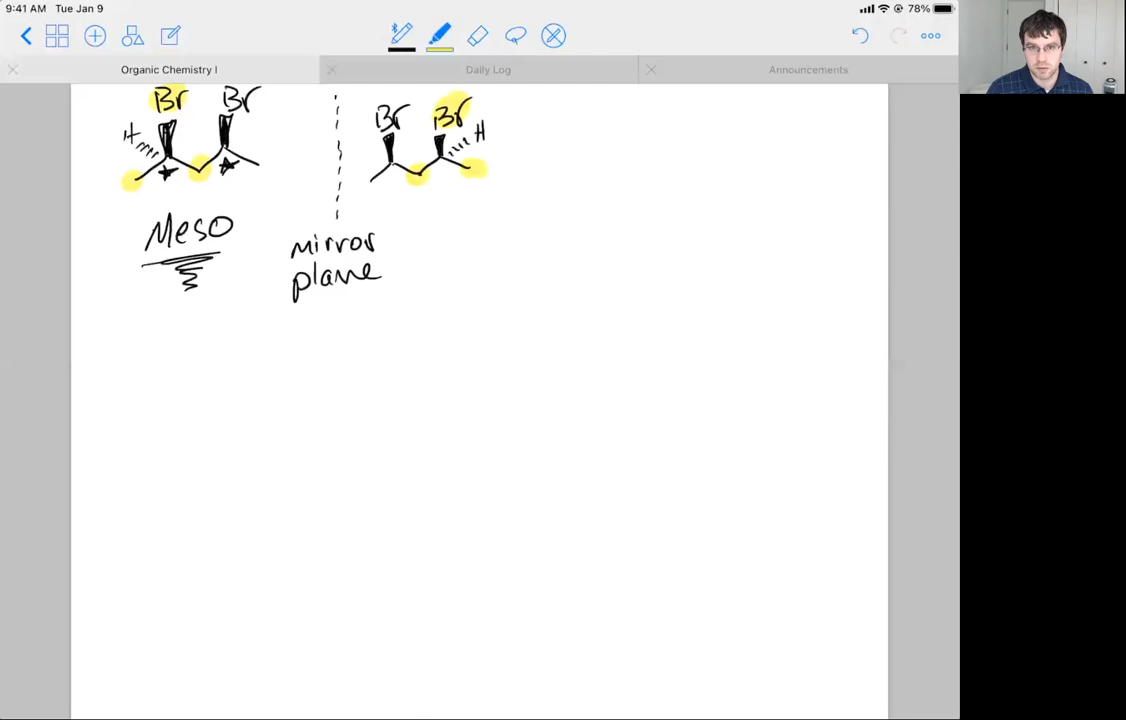 9:41 AM Tue Jan 9
78%
Organic Chemistry I
Daily Log
Announcements
Br Br
H
Br Br
H
Meso
mirror
plane